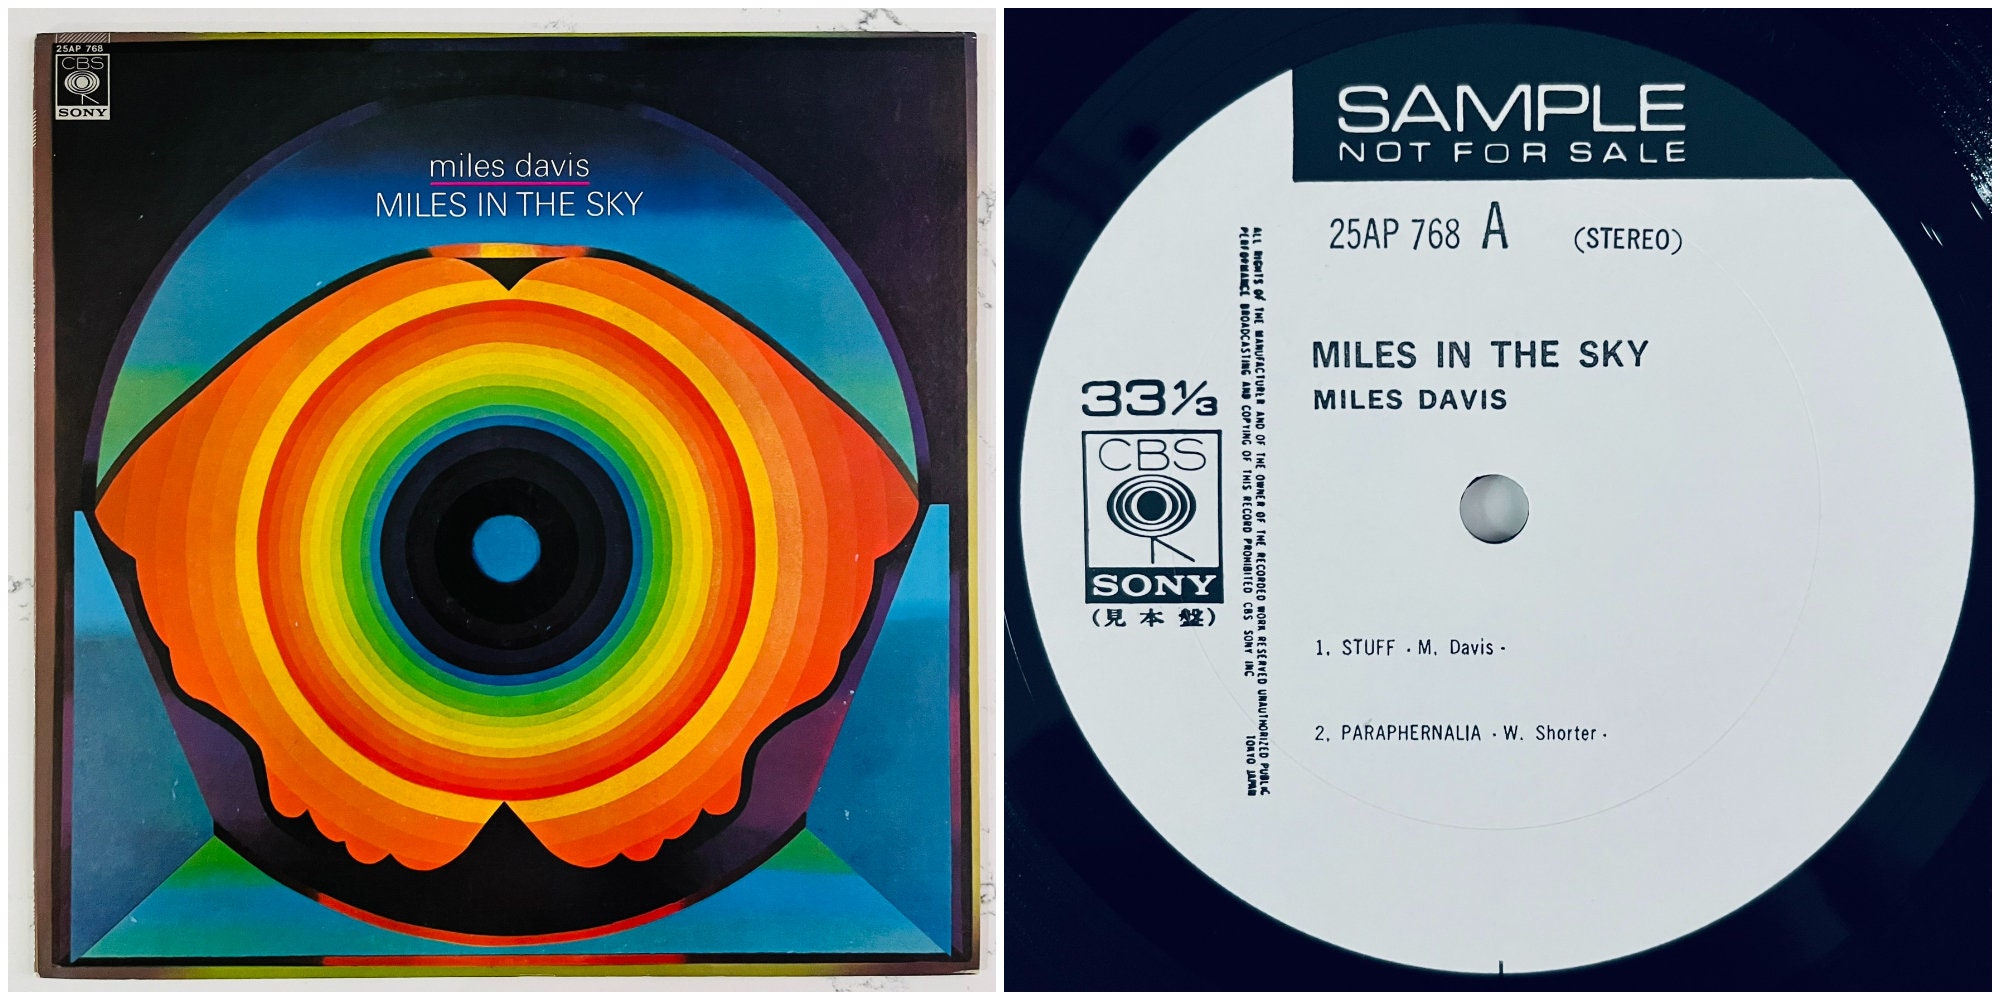 25AP 768
CBS
SONY
miles davis
MILES IN THE SKY
SAMPLE
NOT FOR SALE
25AP 768 A (STEREO)
MILES IN THE SKY
MILES DAVIS
33⅓
CBS
SONY
(見本盤)
ALL RIGHTS OF THE MANUFACTURER AND OF THE OWNER OF THE RECORDED WORK RESERVED UNAUTHORIZED PUBLIC
PERFORMANCE BROADCASTING AND COPYING OF THIS RECORD PROHIBITED CBS SONY INC TOKYO JAPAN
1. STUFF · M. Davis ·
2. PARAPHERNALIA · W. Shorter ·